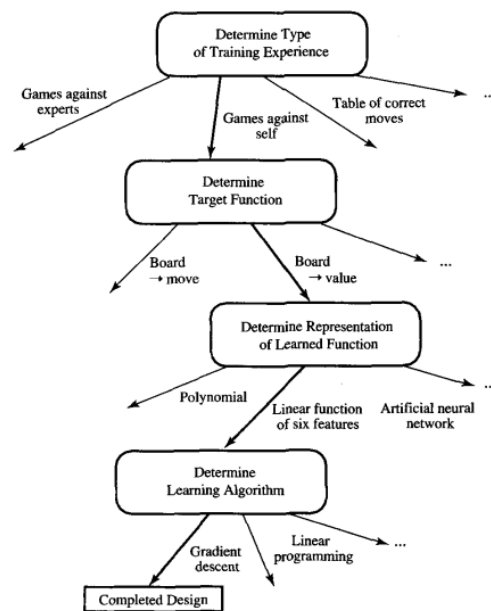 Determine Type
of Training Experience
Games against
experts
Games against
self
Table of correct
moves
...
Determine
Target Function
Board
→ move
Board
→ value
...
Determine Representation
of Learned Function
Polynomial
Linear function
of six features
Artificial neural
network
...
Determine
Learning Algorithm
Gradient
descent
Linear
programming
...
Completed Design